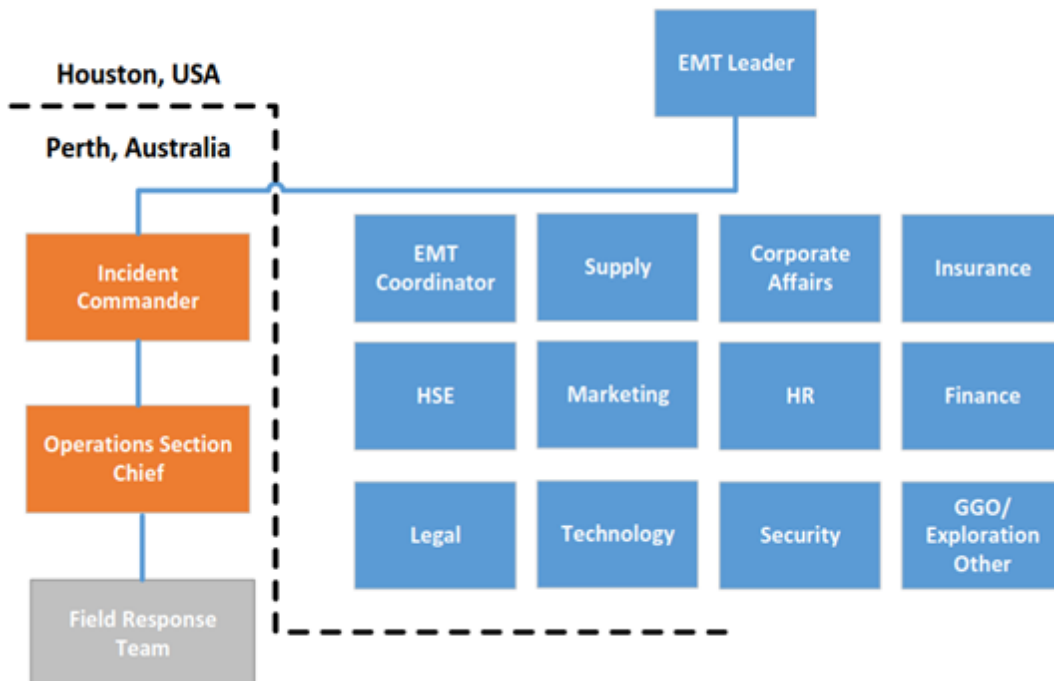 Houston, USA
EMT Leader
Perth, Australia
Incident
Commander
EMT
Coordinator
Supply
Corporate
Affairs
Insurance
HSE
Marketing
HR
Finance
Operations Section
Chief
Legal
Technology
Security
GGO/
Exploration
Other
Field Response
Team